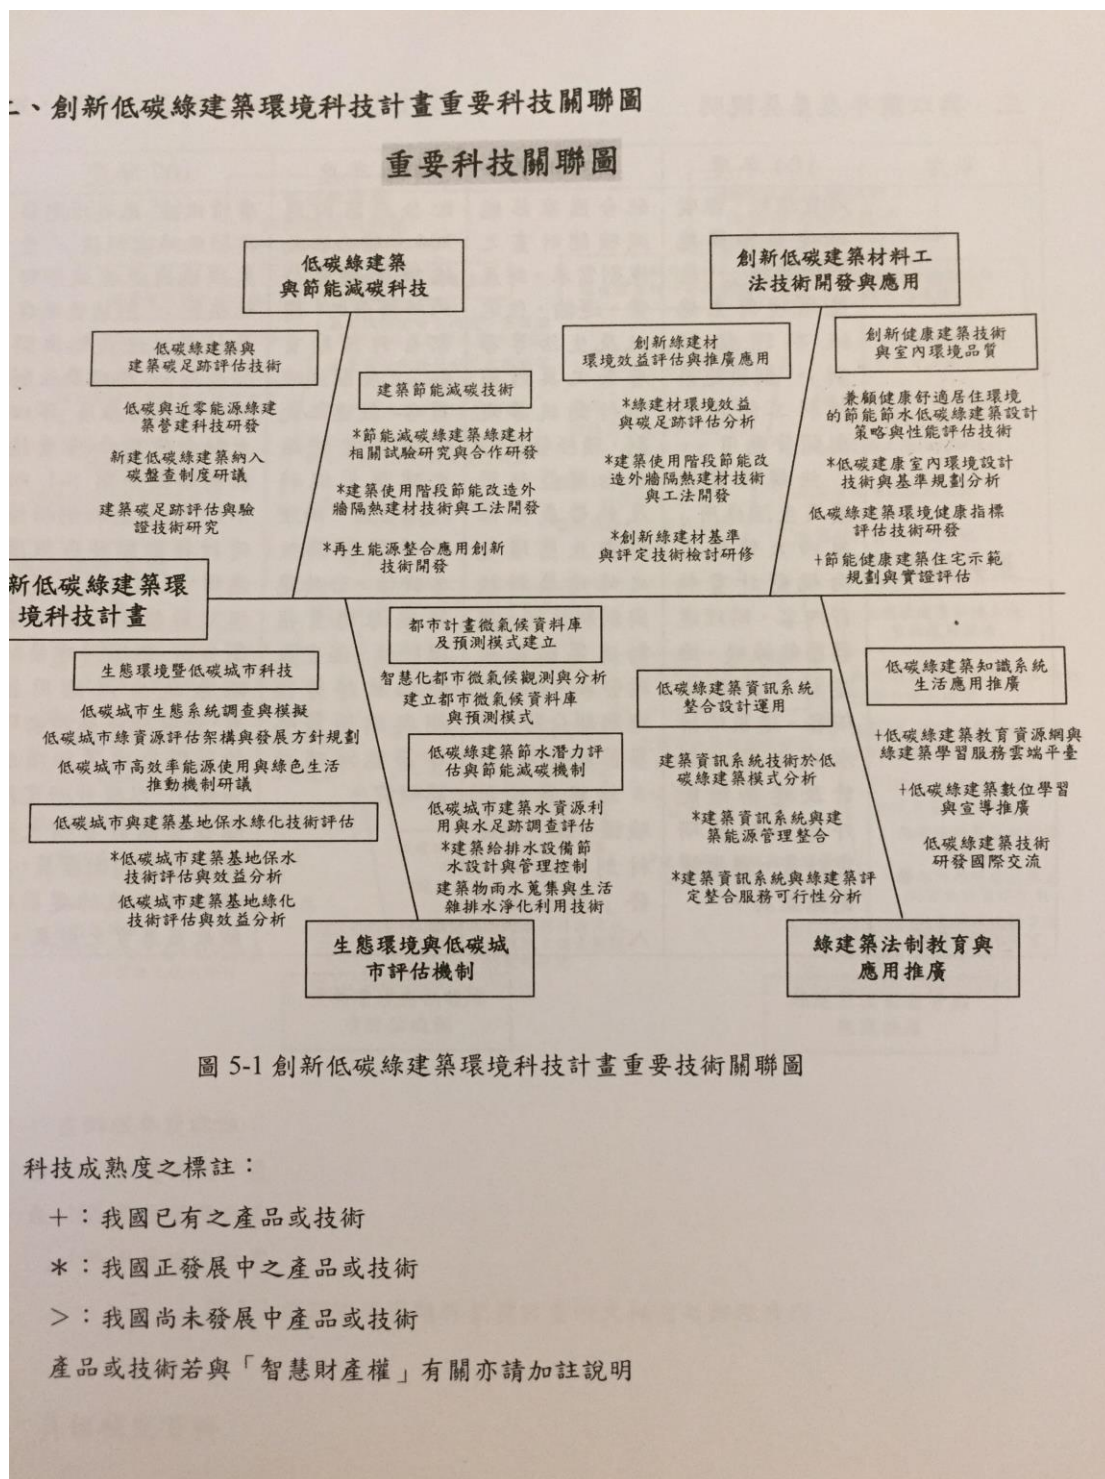 二、創新低碳綠建築環境科技計畫重要科技關聯圖
重要科技關聯圖
低碳綠建築
與節能減碳科技
低碳綠建築與
建築碳足跡評估技術
低碳與近零能源綠建
築營建科技研發
新建低碳綠建築納入
碳盤查制度研議
建築碳足跡評估與驗
證技術研究
建築節能減碳技術
*節能減碳綠建築綠建材
相關試驗研究與合作研發
*建築使用階段節能改造外
牆隔熱建材技術與工法開發
*再生能源整合應用創新
技術開發
創新低碳建築材料工
法技術開發與應用
創新綠建材
環境效益評估與推廣應用
*綠建材環境效益
與碳足跡評估分析
*建築使用階段節能改
造外牆隔熱建材技術
與工法開發
*創新綠建材基準
與評定技術檢討研修
創新健康建築技術
與室內環境品質
兼顧健康舒適居住環境
的節能節水低碳綠建築設計
策略與性能評估技術
*低碳建康室內環境設計
技術與基準規劃分析
低碳綠建築環境健康指標
評估技術研發
+節能健康建築住宅示範
規劃與實證評估
新低碳綠建築環
境科技計畫
生態環境暨低碳城市科技
低碳城市生態系統調查與模擬
低碳城市綠資源評估架構與發展方針規劃
低碳城市高效率能源使用與綠色生活
推動機制研議
低碳城市與建築基地保水綠化技術評估
*低碳城市建築基地保水
技術評估與效益分析
低碳城市建築基地綠化
技術評估與效益分析
都市計畫微氣候資料庫
及預測模式建立
智慧化都市微氣候觀測與分析
建立都市微氣候資料庫
與預測模式
低碳綠建築節水潛力評
估與節能減碳機制
低碳城市建築水資源利
用與水足跡調查評估
*建築給排水設備節
水設計與管理控制
建築物雨水蒐集與生活
雜排水淨化利用技術
生態環境與低碳城
市評估機制
低碳綠建築資訊系統
整合設計運用
建築資訊系統技術於低
碳綠建築模式分析
*建築資訊系統與建
築能源管理整合
*建築資訊系統與綠建築評
定整合服務可行性分析
低碳綠建築知識系統
生活應用推廣
+低碳綠建築教育資源網與
綠建築學習服務雲端平臺
+低碳綠建築數位學習
與宣導推廣
低碳綠建築技術
研發國際交流
綠建築法制教育與
應用推廣
圖 5-1 創新低碳綠建築環境科技計畫重要技術關聯圖
科技成熟度之標註：
＋：我國已有之產品或技術
＊：我國正發展中之產品或技術
＞：我國尚未發展中產品或技術
產品或技術若與「智慧財產權」有關亦請加註說明